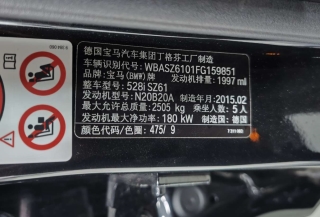 德国宝马汽车集团丁格芬工厂制造
车辆识别代号: WBASZ6101FG159851
品牌: 宝马(BMW)牌 发动机排量: 1997 ml
整车型号: 528i SZ61
发动机型号: N20B20A 制造年月: 2015.02
最大允许总质量: 2505 kg 乘坐人数: 5人
发动机最大净功率: 180 kW 制造国: 德国
颜色代码/色圈: 475/ 9